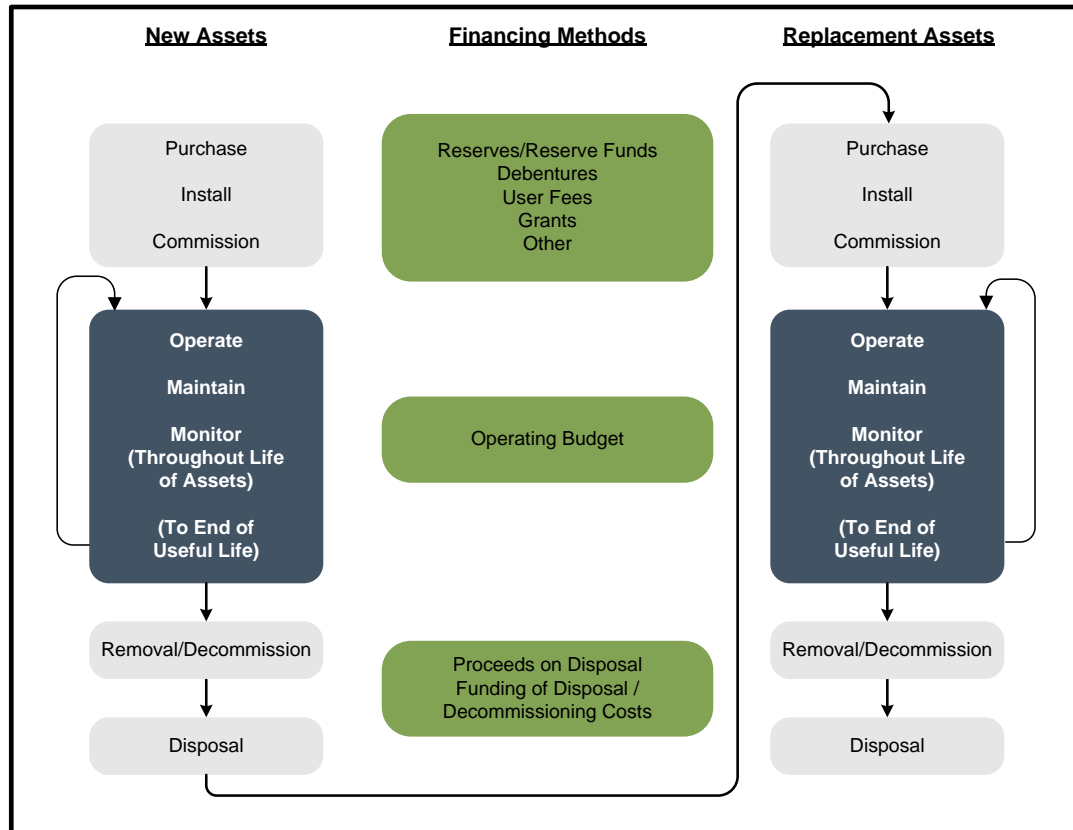 New Assets
Financing Methods
Replacement Assets
Purchase
Install
Commission
Operate
Maintain
Monitor
(Throughout Life
of Assets)
(To End of
Useful Life)
Removal/Decommission
Disposal
Reserves/Reserve Funds
Debentures
User Fees
Grants
Other
Operating Budget
Proceeds on Disposal
Funding of Disposal /
Decommissioning Costs
Purchase
Install
Commission
Operate
Maintain
Monitor
(Throughout Life
of Assets)
(To End of
Useful Life)
Removal/Decommission
Disposal